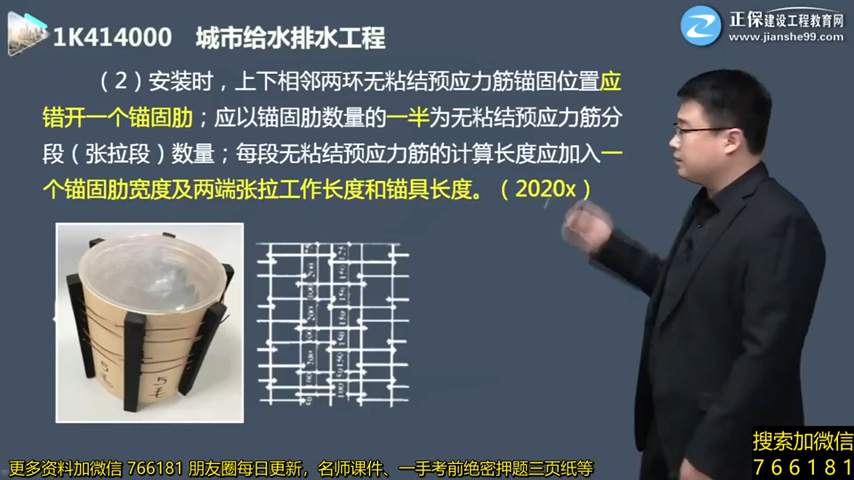 1K414000 城市给水排水工程
正保建设工程教育网
www.jianshe99.com
（2）安装时，上下相邻两环无粘结预应力筋锚固位置应
错开一个锚固肋；应以锚固肋数量的一半为无粘结预应力筋分
段（张拉段）数量；每段无粘结预应力筋的计算长度应加入一
个锚固肋宽度及两端张拉工作长度和锚具长度。（2020x）
搜索加微信
766181
更多资料加微信 766181 朋友圈每日更新，名师课件、一手考前绝密押题三页纸等